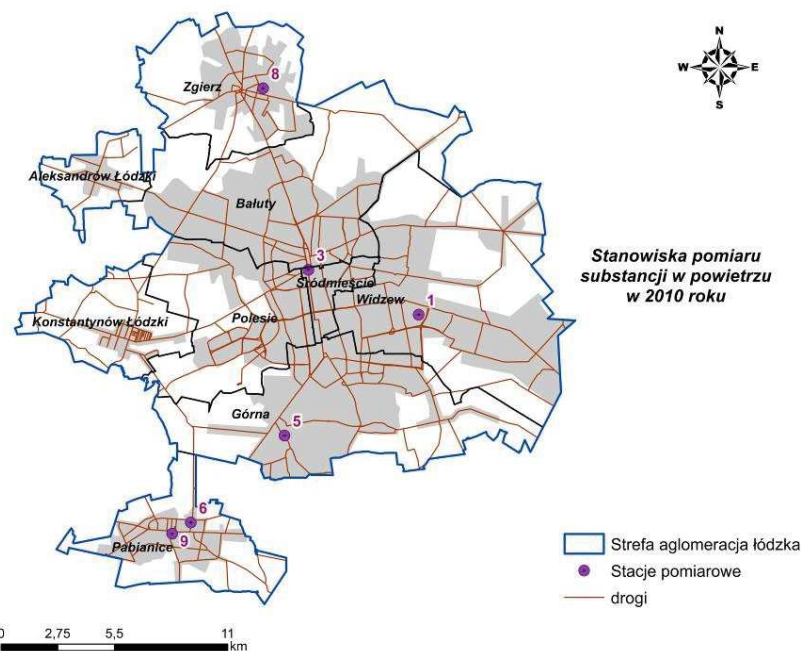 N
W E
S
8
Zgierz
Aleksandrów Łódzki
Bałuty
3
Śródmieście
1
Widzew
Konstantynów Łódzki
Polesie
Górna
5
6
9
Pabianice
Stanowiska pomiaru
substancji w powietrzu
w 2010 roku
Strefa aglomeracja łódzka
Stacje pomiarowe
drogi
0 2,75 5,5 11
km